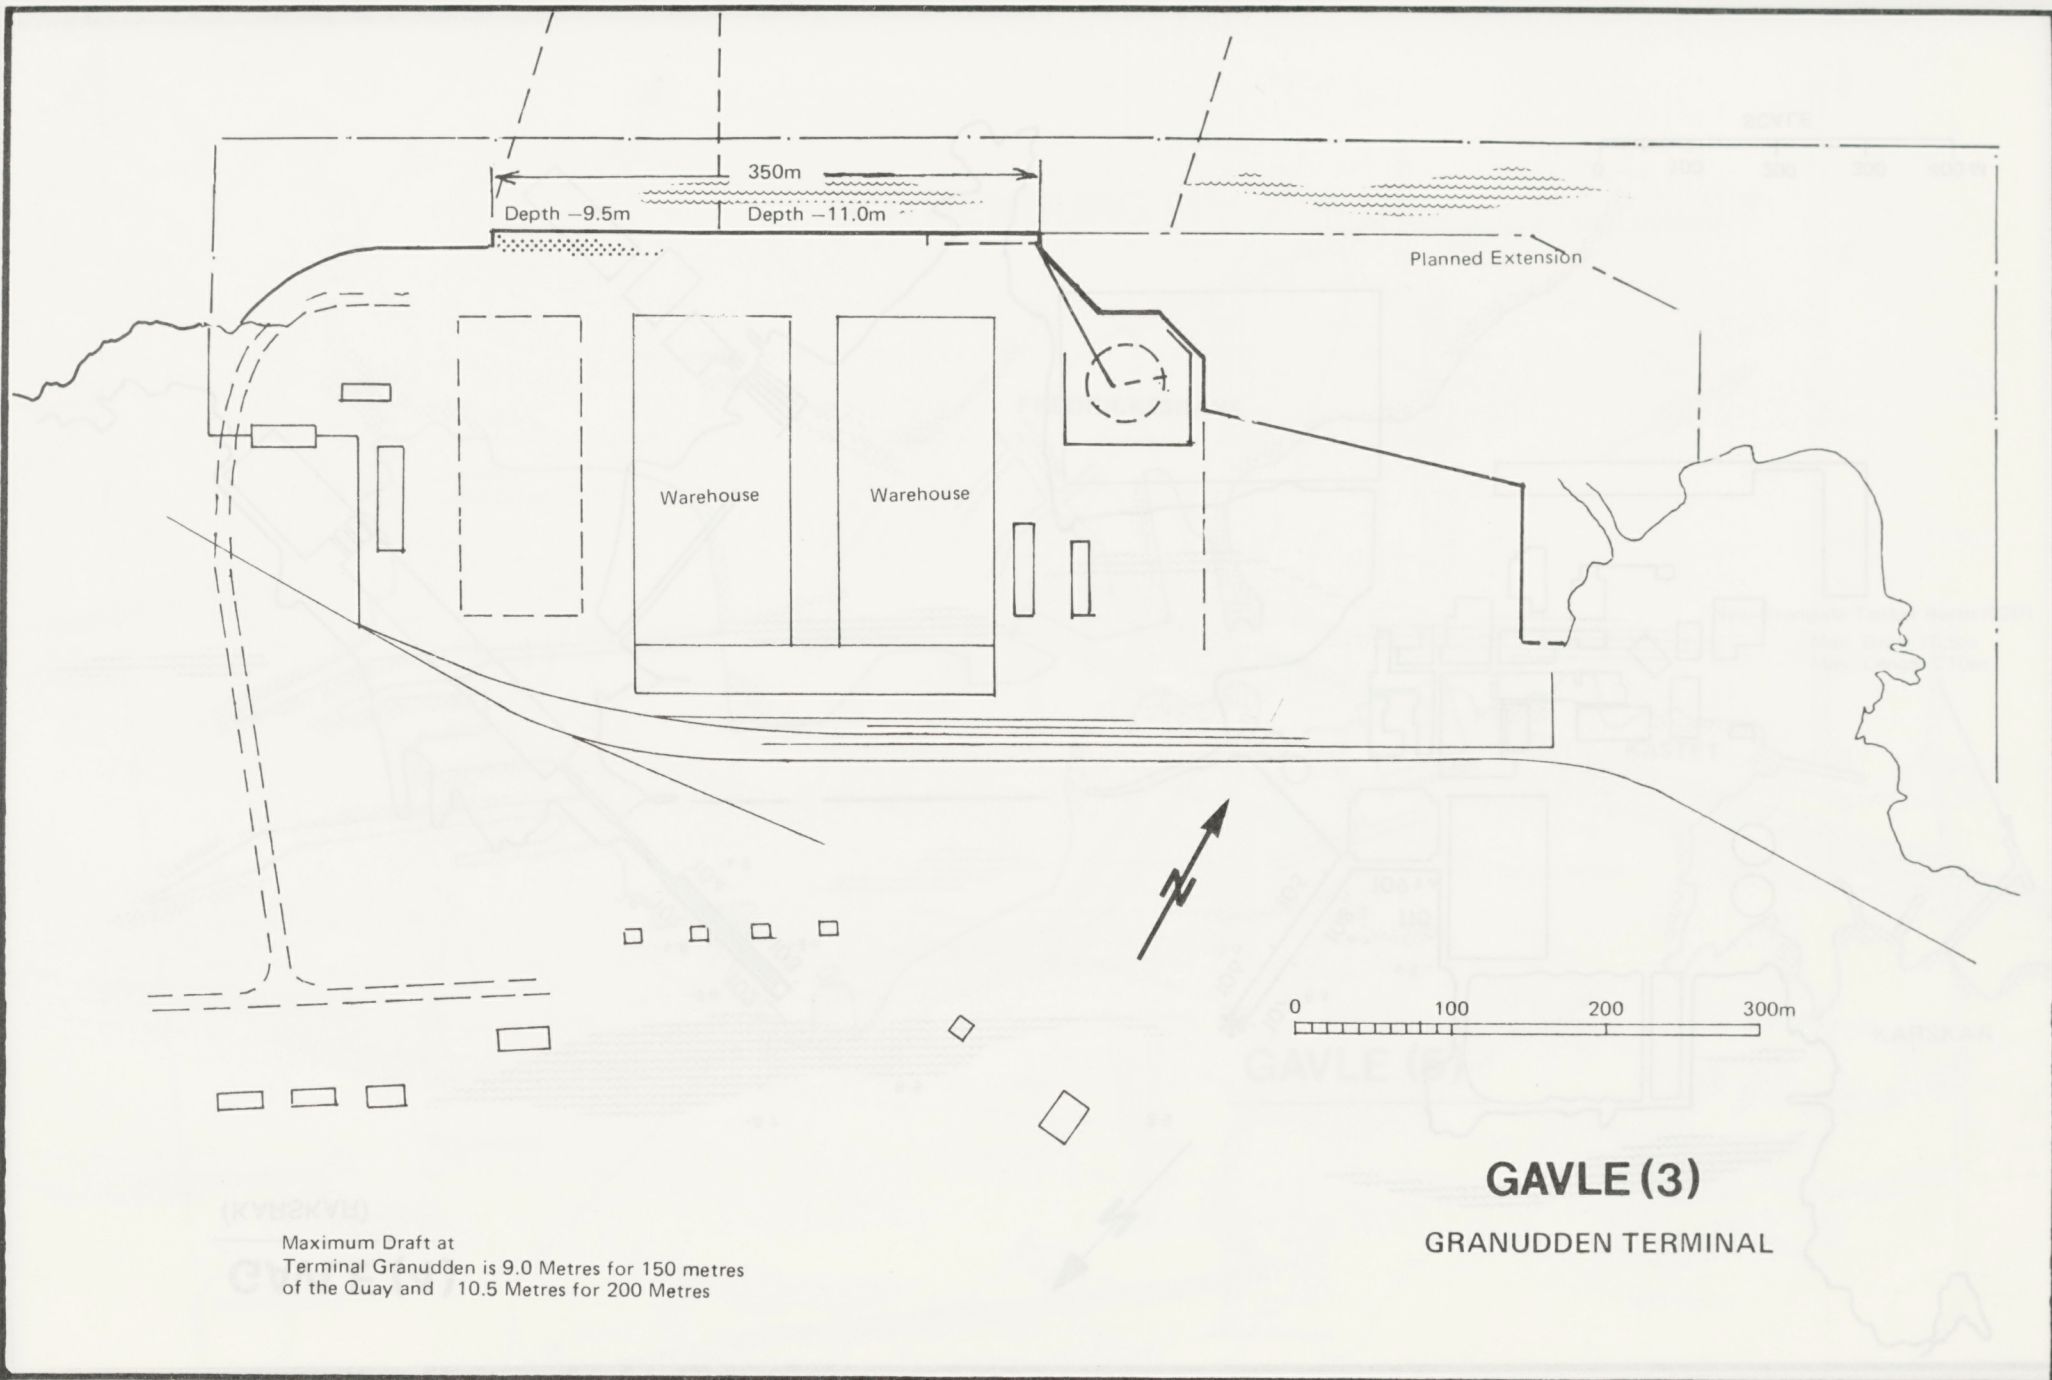 350m
Depth –9.5m
Depth –11.0m
Planned Extension
Warehouse
Warehouse
N
0 100 200 300m
GAVLE (3)
GRANUDDEN TERMINAL
Maximum Draft at
Terminal Granudden is 9.0 Metres for 150 metres
of the Quay and 10.5 Metres for 200 Metres